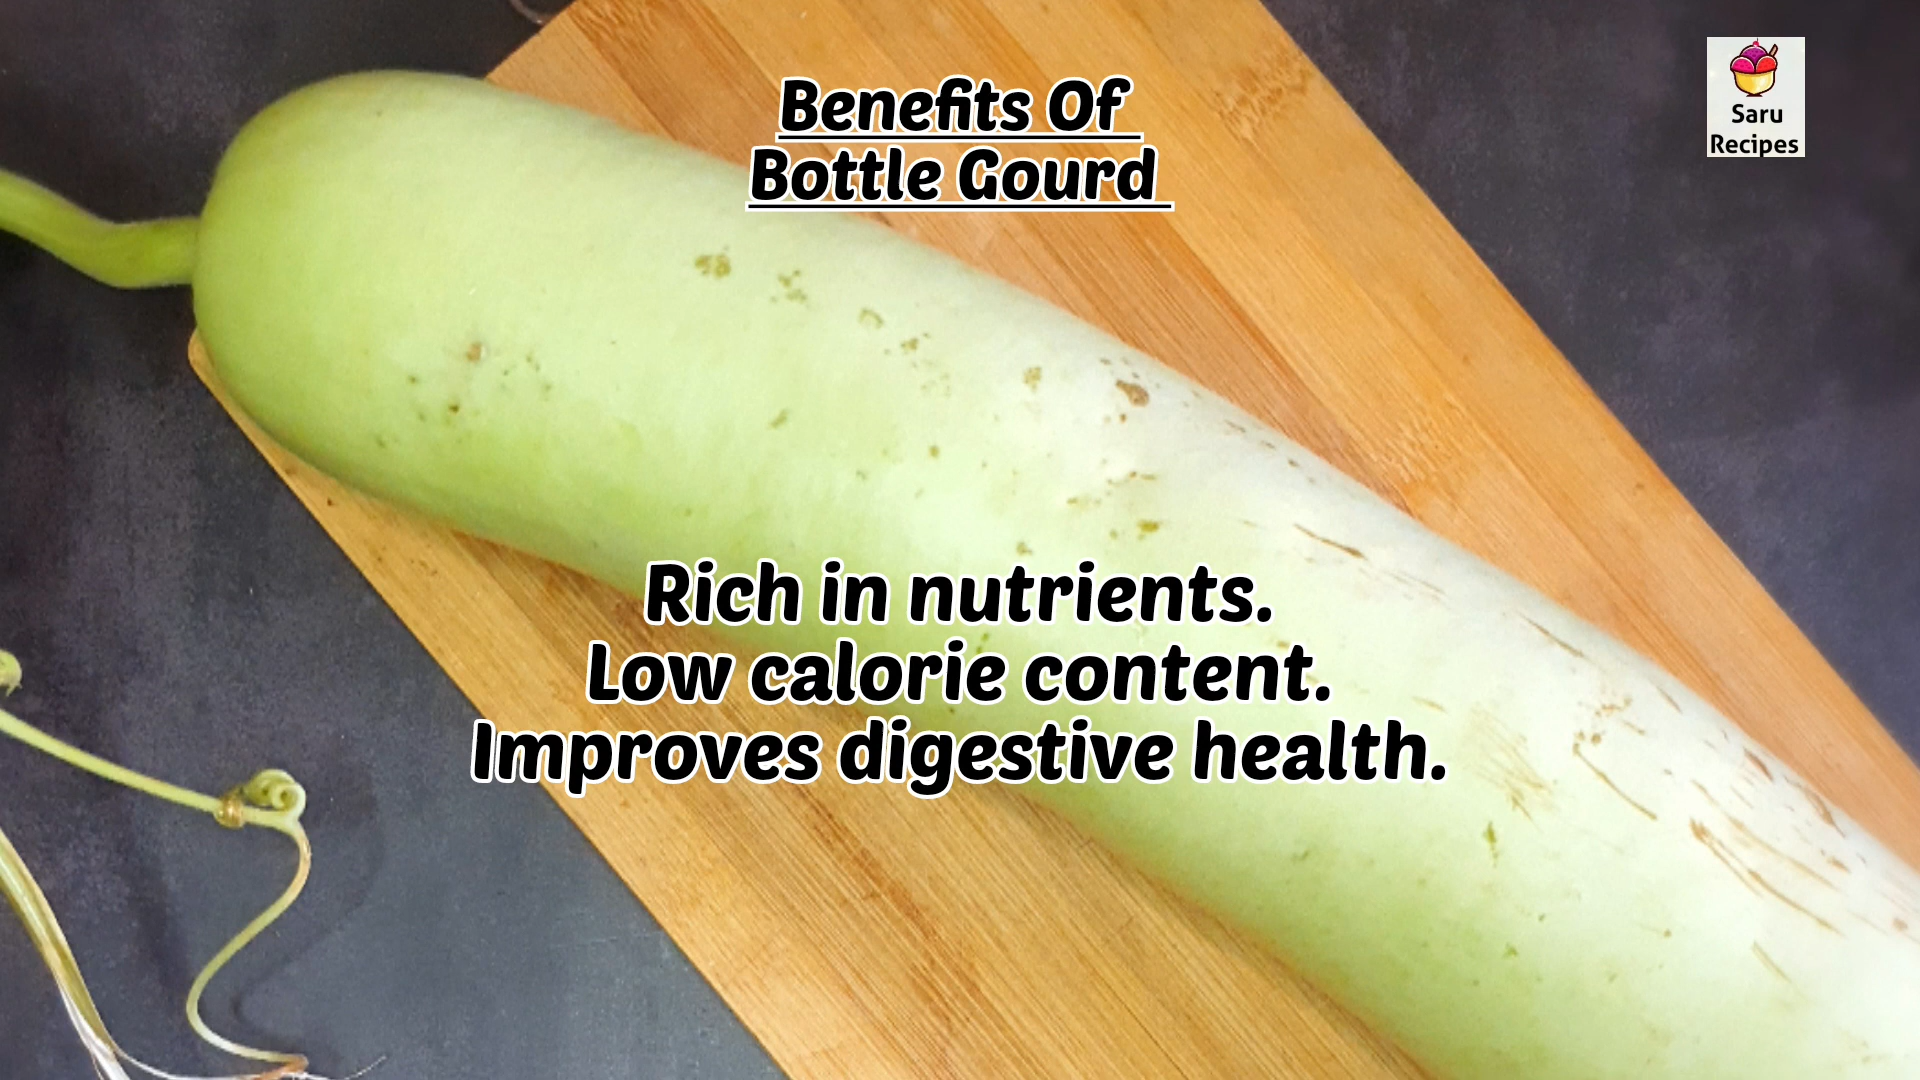 Benefits Of
Bottle Gourd
Saru
Recipes
Rich in nutrients.
Low calorie content.
Improves digestive health.